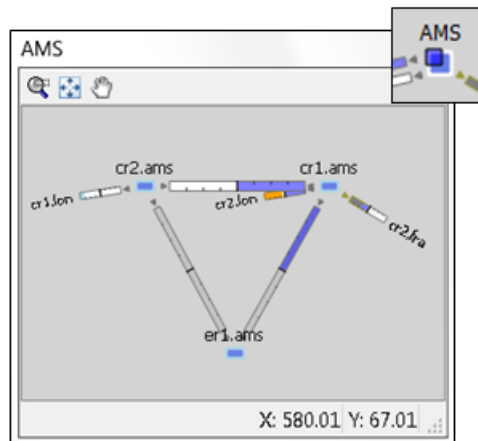 AMS
AMS
cr2.ams
cr1.ams
cr1.lon
cr2.lon
cr2.fra
er1.ams
X: 580.01 Y: 67.01